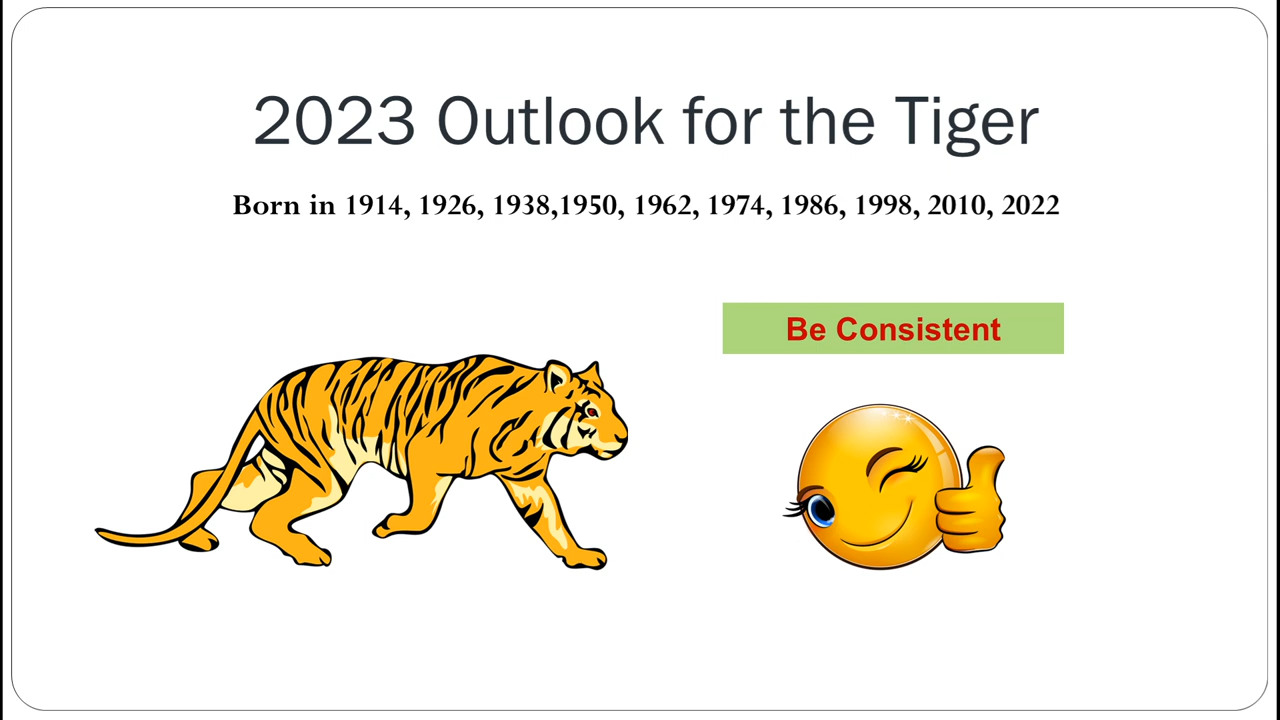 2023 Outlook for the Tiger
Born in 1914, 1926, 1938,1950, 1962, 1974, 1986, 1998, 2010, 2022
Be Consistent